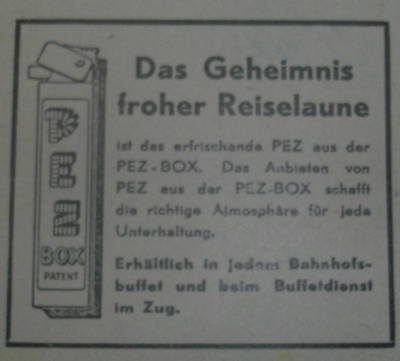 Das Geheimnis
froher Reiselaune
ist das erfrischende PEZ aus der
PEZ-BOX. Das Anbieten von
PEZ aus der PEZ-BOX schafft
die richtige Atmosphäre für jede
Unterhaltung.
Erhältlich in jedem Bahnhofs-
buffet und beim Buffetdienst
im Zug.
PEZ
BOX
PATENT